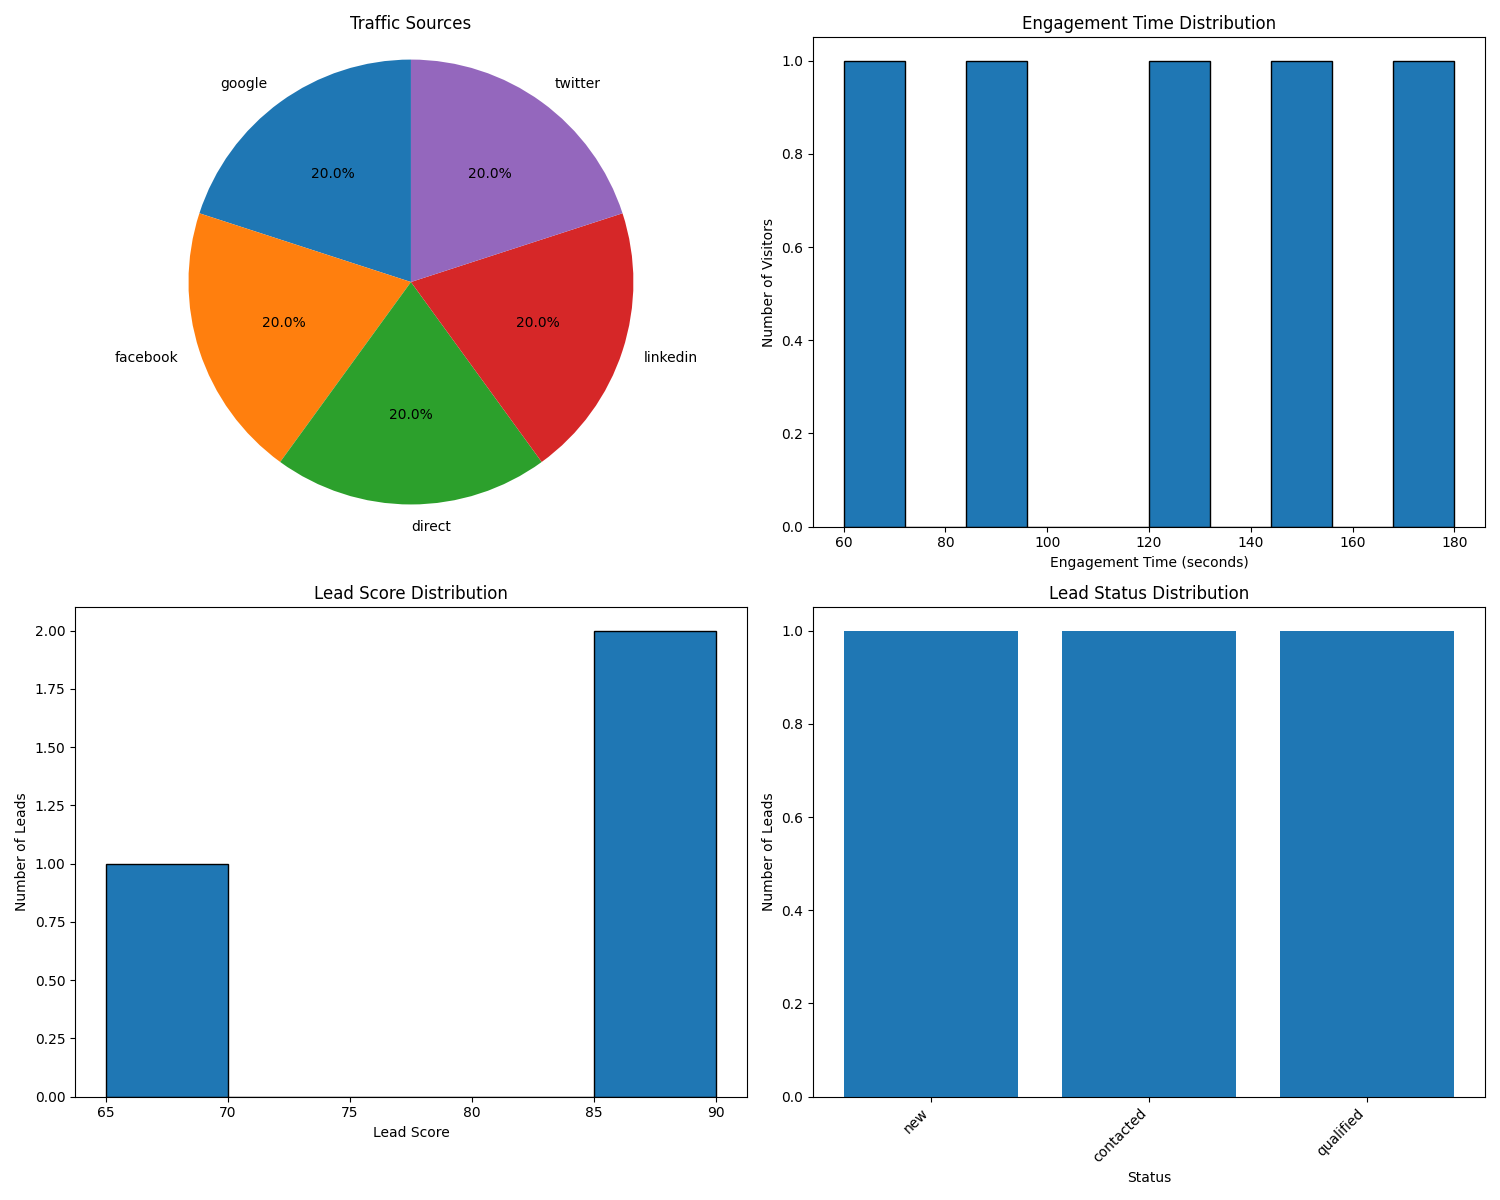 Traffic Sources
google
twitter
20.0%
20.0%
20.0%
20.0%
facebook
linkedin
20.0%
direct
Engagement Time Distribution
Number of Visitors
1.0
0.8
0.6
0.4
0.2
0.0
60 80 100 120 140 160 180
Engagement Time (seconds)
Lead Score Distribution
Number of Leads
2.00
1.75
1.50
1.25
1.00
0.75
0.50
0.25
0.00
65 70 75 80 85 90
Lead Score
Lead Status Distribution
Number of Leads
1.0
0.8
0.6
0.4
0.2
0.0
new
contacted
qualified
Status